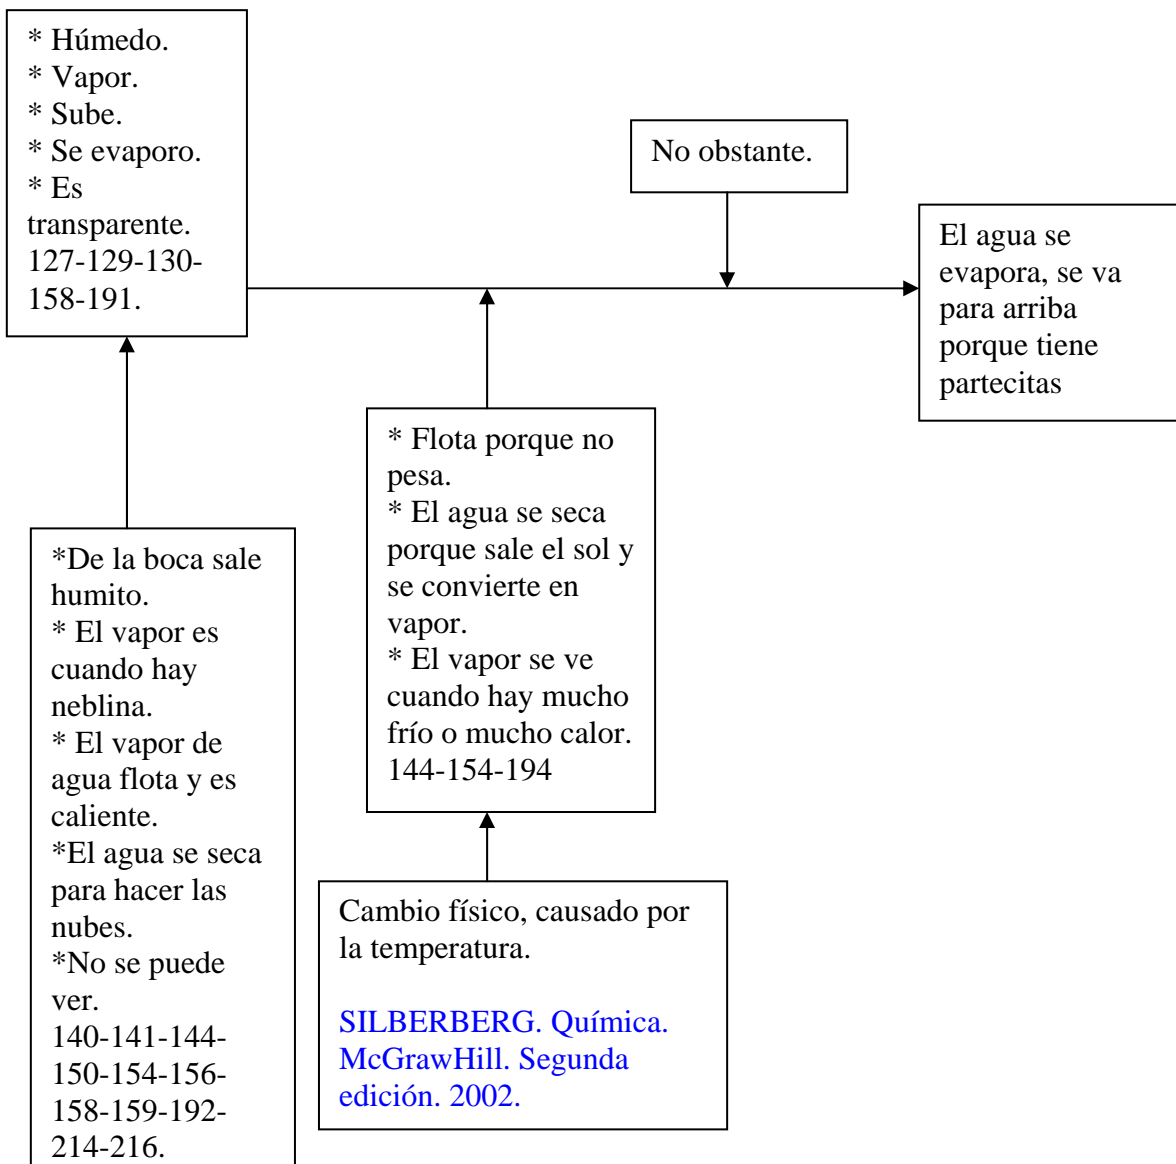 * Húmedo.
* Vapor.
* Sube.
* Se evaporo.
* Es
transparente.
127-129-130-
158-191.
No obstante.
El agua se
evapora, se va
para arriba
porque tiene
partecitas
* Flota porque no
pesa.
* El agua se seca
porque sale el sol y
se convierte en
vapor.
* El vapor se ve
cuando hay mucho
frío o mucho calor.
144-154-194
*De la boca sale
humito.
* El vapor es
cuando hay
neblina.
* El vapor de
agua flota y es
caliente.
*El agua se seca
para hacer las
nubes.
*No se puede
ver.
140-141-144-
150-154-156-
158-159-192-
214-216.
Cambio físico, causado por
la temperatura.
SILBERBERG. Química.
McGrawHill. Segunda
edición. 2002.